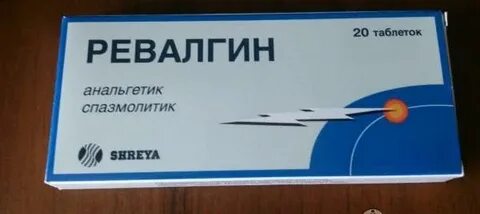 РЕВАЛГИН
20 таблеток
анальгетик
спазмолитик
SHREYA